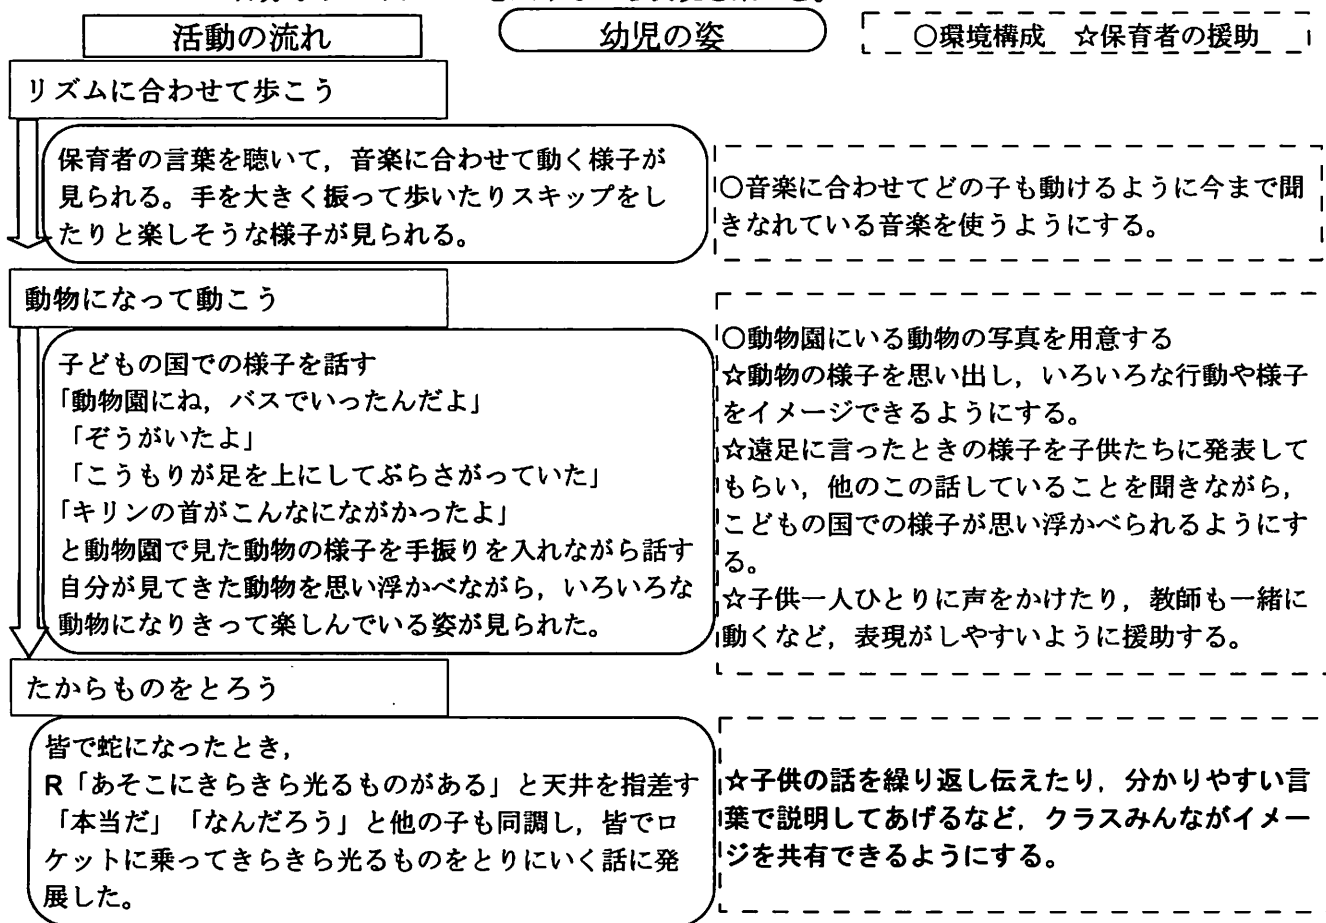 活動の流れ
幼児の姿
○環境構成 ☆保育者の援助
リズムに合わせて歩こう
保育者の言葉を聴いて，音楽に合わせて動く様子が
見られる。手を大きく振って歩いたりスキップをし
たりと楽しそうな様子が見られる。
○音楽に合わせてどの子も動けるように今まで聞
きなれている音楽を使うようにする。
動物になって動こう
子どもの国での様子を話す
「動物園にね，バスでいったんだよ」
「ぞうがいたよ」
「こうもりが足を上にしてぶらさがっていた」
「キリンの首がこんなにながかったよ」
と動物園で見た動物の様子を手振りを入れながら話す
自分が見てきた動物を思い浮かべながら，いろいろな
動物になりきって楽しんでいる姿が見られた。
○動物園にいる動物の写真を用意する
☆動物の様子を思い出し，いろいろな行動や様子
をイメージできるようにする。
☆遠足に言ったときの様子を子供たちに発表して
もらい，他のこの話していることを聞きながら，
こどもの国での様子が思い浮かべられるようにす
る。
☆子供一人ひとりに声をかけたり，教師も一緒に
動くなど，表現がしやすいように援助する。
たからものをとろう
皆で蛇になったとき，
R「あそこにきらきら光るものがある」と天井を指差す
「本当だ」「なんだろう」と他の子も同調し，皆でロ
ケットに乗ってきらきら光るものをとりにいく話に発
展した。
☆子供の話を繰り返し伝えたり，分かりやすい言
葉で説明してあげるなど，クラスみんながイメー
ジを共有できるようにする。